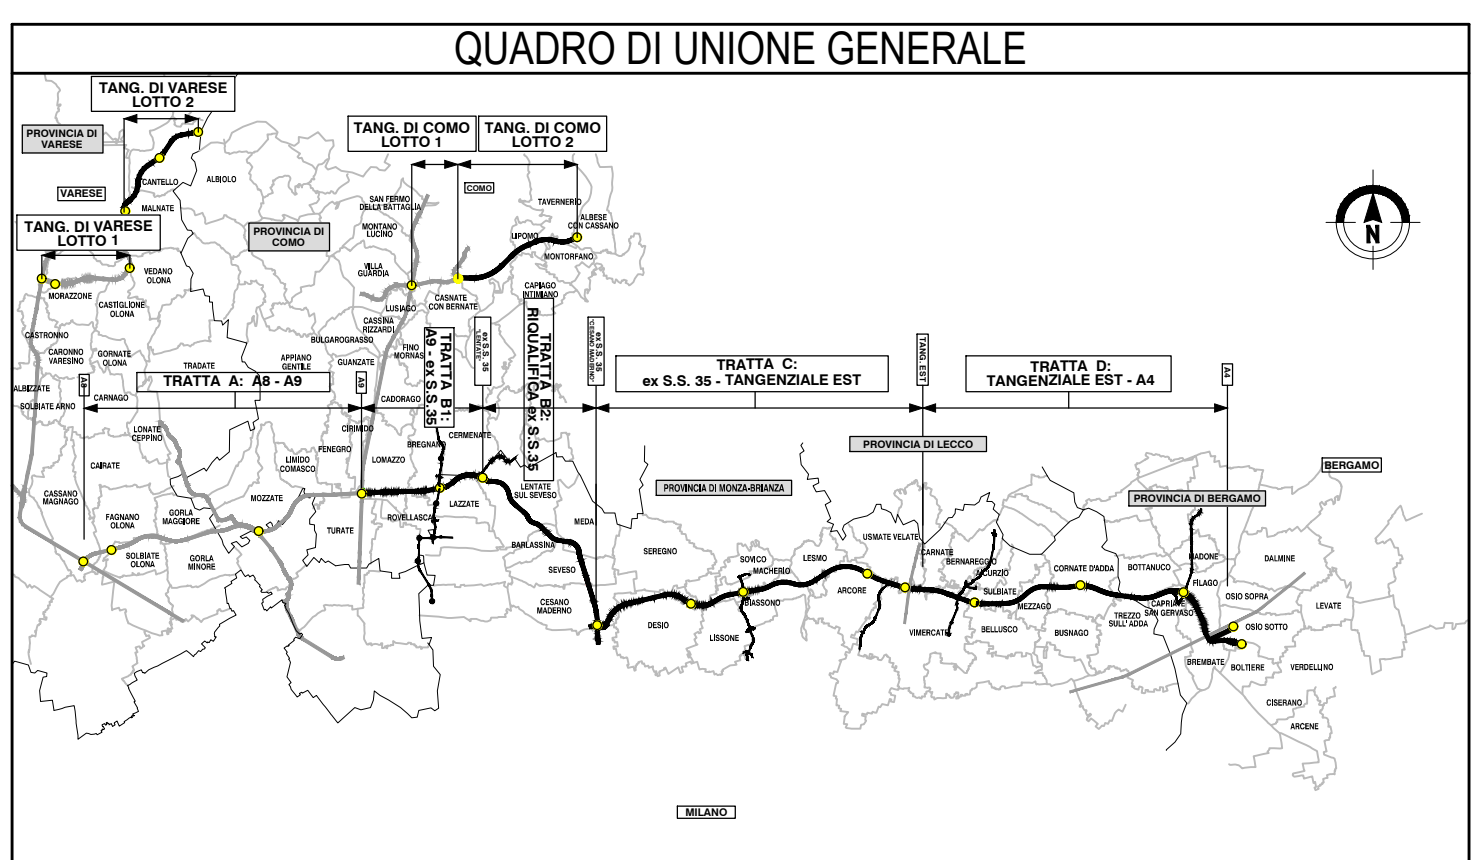 QUADRO DI UNIONE GENERALE
TANG. DI VARESE
LOTTO 2
PROVINCIA DI
VARESE
VARESE
CANTELLO
ALBIOLO
MALNATE
TANG. DI VARESE
LOTTO 1
PROVINCIA DI
COMO
TANG. DI COMO
LOTTO 1
TANG. DI COMO
LOTTO 2
COMO
SAN FERMO
DELLA BATTAGLIA
MONTANO
LUCINO
VILLA
GUARDIA
TAVERNERIO
ALBESE
CON CASSANO
LIPOMO
MONTORFANO
CAPIAGO
INTIMIANO
N
VEDANO
OLONA
MORAZZONE
CASTIGLIONE
OLONA
LUSIAGO
CASNATE
CON BERNATE
CASSINA
RIZZARDI
BULGAROGRASSO
CASTRONNO
CARONNO
VARESINO
GORNATE
OLONA
TRADATE
APPIANO
GENTILE
GUANZATE
FINO
MORNAS
ALBIZZATE
SOLBIATE ARNO
CARNAGO
A8
TRATTA A: A8 - A9
A9
TRATTA B1:
A9 - ex S.S.35
ex S.S. 35
"LENTATE"
TRATTA B2:
RIQUALIFICA ex S.S.35
ex S.S. 35
"CESANO MADERNO"
TRATTA C:
ex S.S. 35 - TANGENZIALE EST
TANG. EST
TRATTA D:
TANGENZIALE EST - A4
A4
CADORAGO
CIRIMIDO
LONATE
CEPPINO
FENEGRO
BREGNANO
CERMENATE
PROVINCIA DI LECCO
CAIRATE
LIMIDO
COMASCO
LOMAZZO
BERGAMO
CASSANO
MAGNAGO
MOZZATE
LENTATE
SUL SEVESO
PROVINCIA DI MONZA-BRIANZA
PROVINCIA DI BERGAMO
FAGNANO
OLONA
GORLA
MAGGIORE
TURATE
ROVELLASCA
LAZZATE
MEDA
SOLBIATE
OLONA
GORLA
MINORE
BARLASSINA
SEVESO
SEREGNO
SOVICO
MACHERIO
LESMO
USMATE VELATE
CARNATE
BERNAREGGIO
AICURZIO
CORNATE D'ADDA
BOTTANUCO
MADONE
DALMINE
FILAGO
OSIO SOPRA
CESANO
MADERNO
DESIO
LISSONE
BIASSONO
ARCORE
VIMERCATE
SULBIATE
MEZZAGO
BELLUSCO
BUSNAGO
TREZZO
SULL' ADDA
CAPRIATE
SAN GERVASO
LEVATE
OSIO SOTTO
BREMBATE
BOLTIERE
VERDELLINO
CISERANO
ARCENE
MILANO